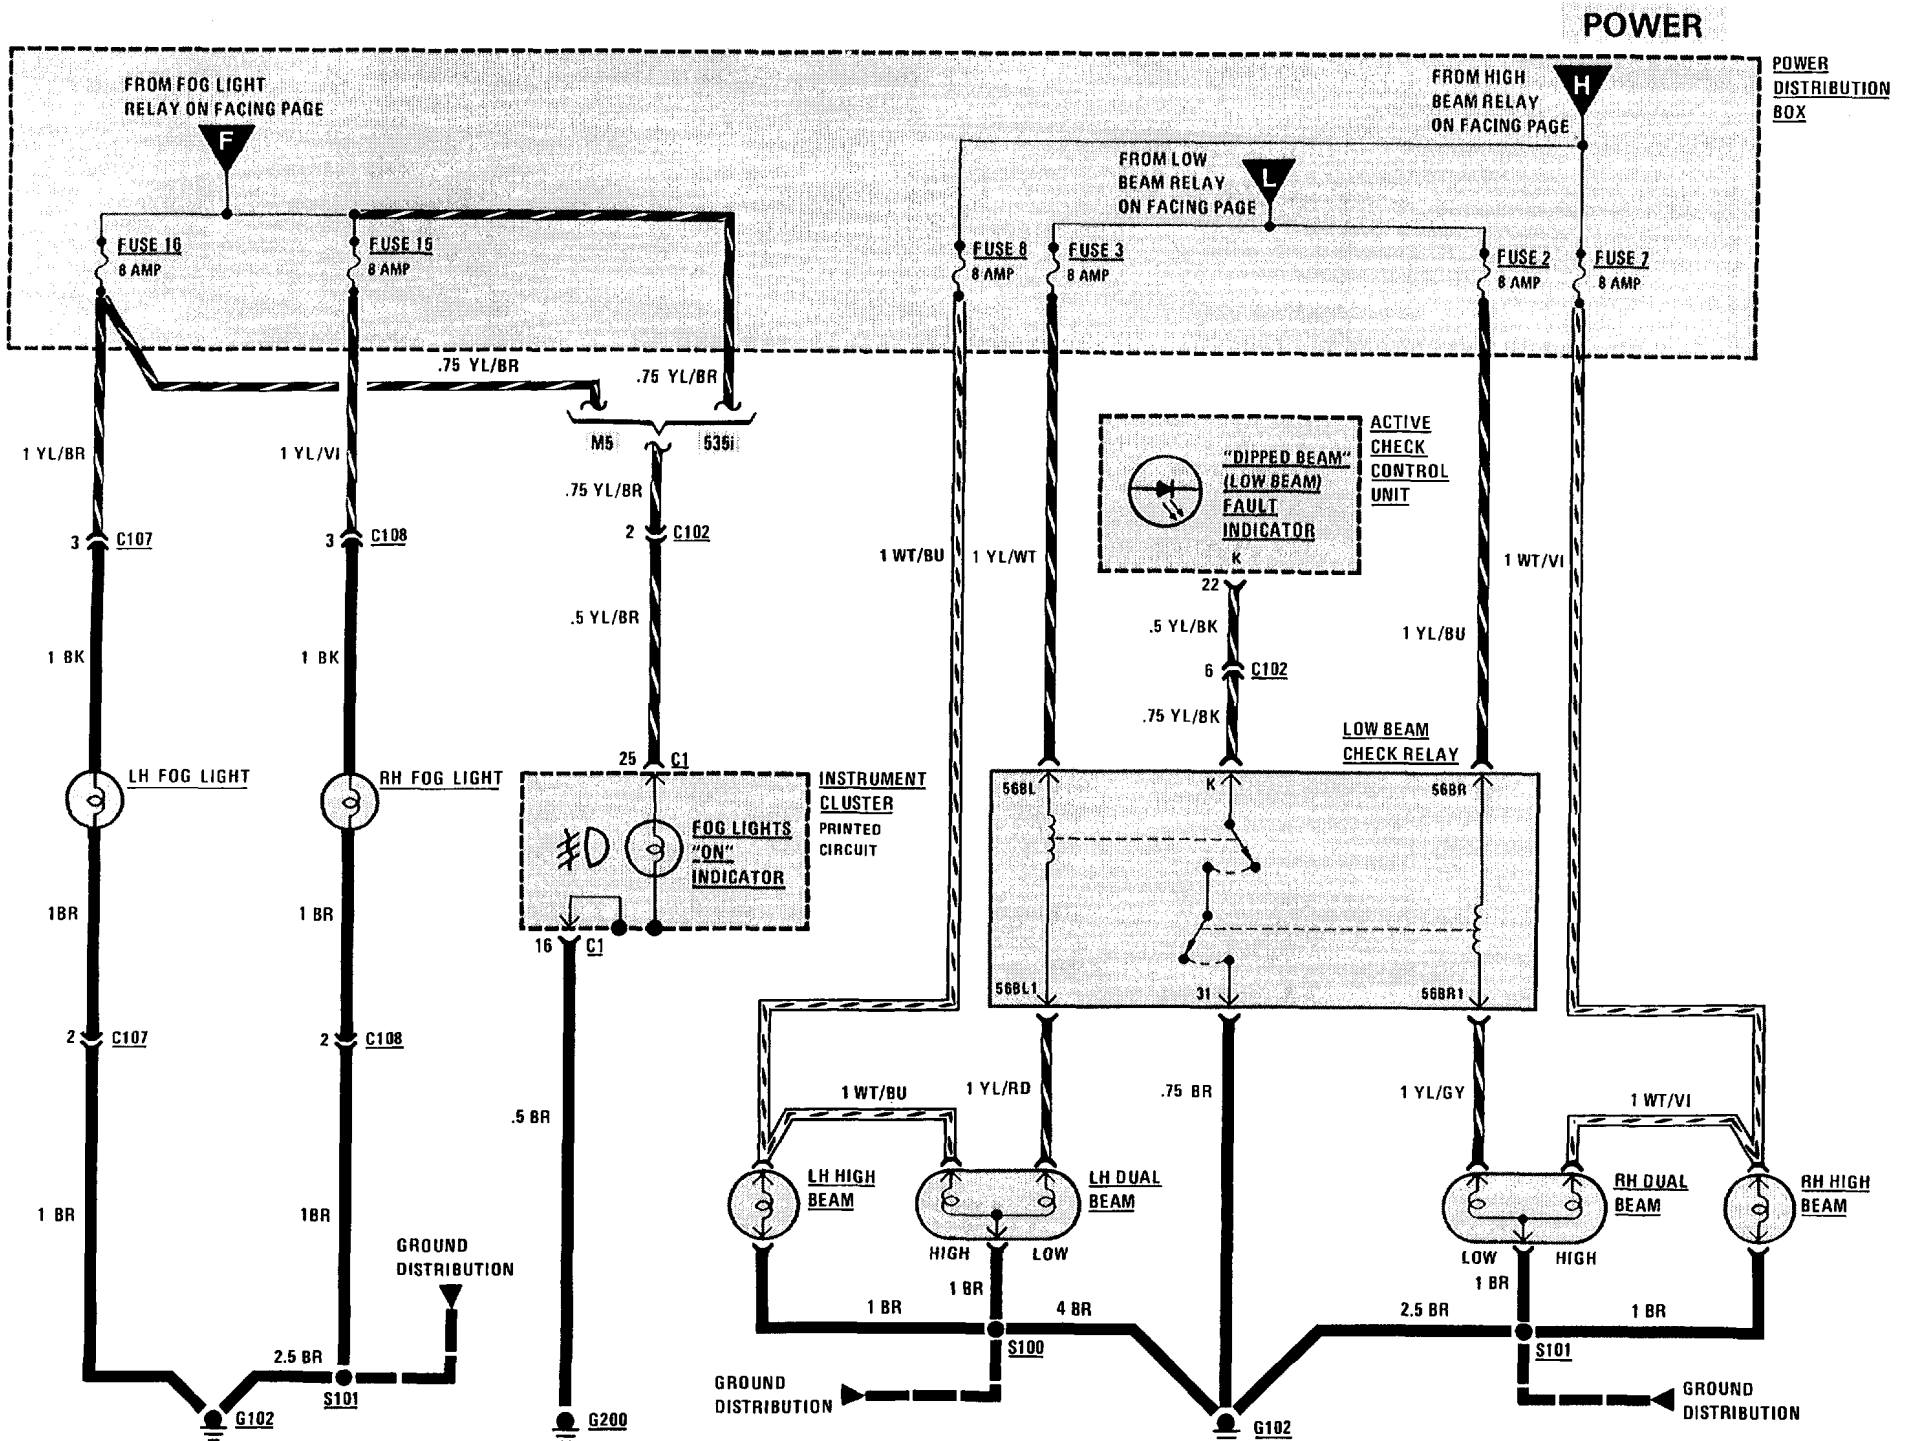 POWER
POWER
DISTRIBUTION
BOX
FROM FOG LIGHT
RELAY ON FACING PAGE
F
FROM HIGH
BEAM RELAY
ON FACING PAGE
H
FROM LOW
BEAM RELAY
ON FACING PAGE
L
FUSE 16
8 AMP
FUSE 15
8 AMP
FUSE 8
8 AMP
FUSE 3
8 AMP
FUSE 2
8 AMP
FUSE 7
8 AMP
.75 YL/BR
.75 YL/BR
M5
535i
1 YL/BR
1 YL/VI
.75 YL/BR
3 C107
3 C108
2 C102
1 WT/BU
1 YL/WT
ACTIVE
CHECK
CONTROL
UNIT
"DIPPED BEAM"
(LOW BEAM)
FAULT
INDICATOR
K
22
1 WT/VI
.5 YL/BR
.5 YL/BK
1 YL/BU
1 BK
1 BK
6 C102
.75 YL/BK
LOW BEAM
CHECK RELAY
LH FOG LIGHT
RH FOG LIGHT
25 C1
INSTRUMENT
CLUSTER
PRINTED
CIRCUIT
FOG LIGHTS
"ON"
INDICATOR
56BL
K
56BR
1BR
1 BR
16 C1
56BL1
31
56BR1
2 C107
2 C108
.5 BR
1 WT/BU
1 YL/RD
.75 BR
1 YL/GY
1 WT/VI
LH HIGH
BEAM
LH DUAL
BEAM
RH DUAL
BEAM
RH HIGH
BEAM
1 BR
1BR
HIGH
LOW
LOW
HIGH
GROUND
DISTRIBUTION
1 BR
1 BR
1 BR
4 BR
2.5 BR
1 BR
S100
S101
2.5 BR
S101
GROUND
DISTRIBUTION
GROUND
DISTRIBUTION
G102
G200
G102